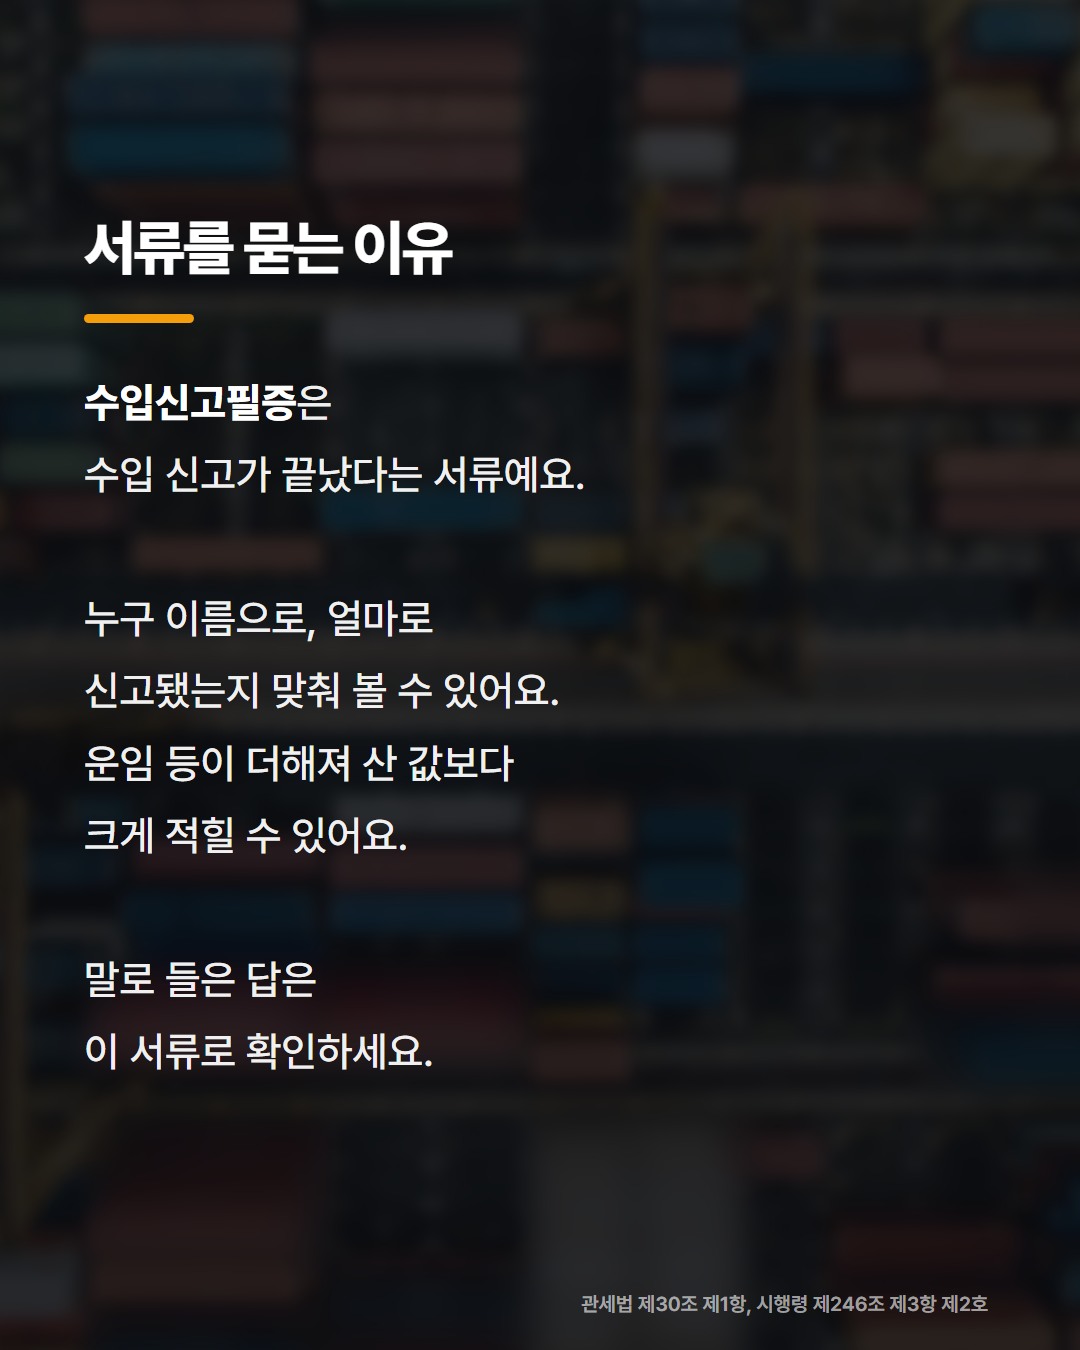 서류를 묻는 이유
수입신고필증은
수입 신고가 끝났다는 서류예요.
누구 이름으로, 얼마로
신고됐는지 맞춰 볼 수 있어요.
운임 등이 더해져 산 값보다
크게 적힐 수 있어요.
말로 들은 답은
이 서류로 확인하세요.
관세법 제30조 제1항, 시행령 제246조 제3항 제2호